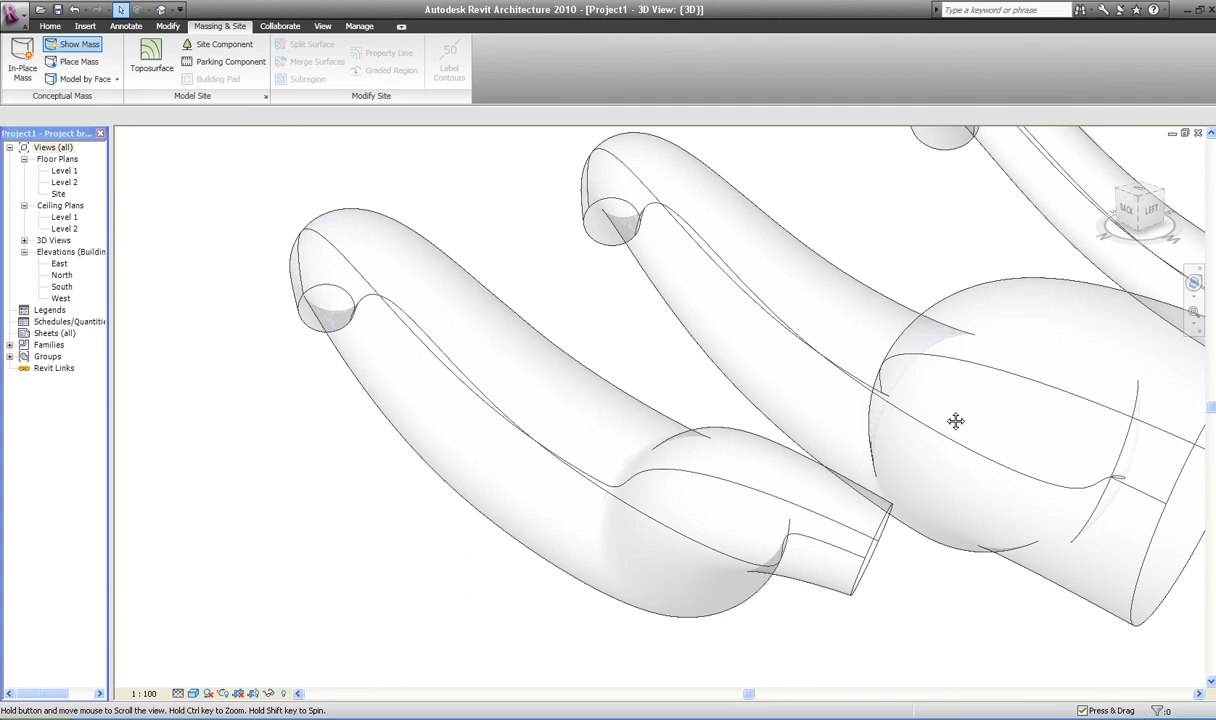 Autodesk Revit Architecture 2010 - [Project1 - 3D View: {3D}]
Type a keyword or phrase
Home Insert Annotate Modify Massing & Site Collaborate View Manage
In-Place Mass
Show Mass
Place Mass
Model by Face
Conceptual Mass
Toposurface
Site Component
Parking Component
Building Pad
Model Site
Split Surface
Merge Surfaces
Subregion
Property Line
Graded Region
50
Label Contours
Modify Site
Project1 - Project br...
Views (all)
Floor Plans
Level 1
Level 2
Site
Ceiling Plans
Level 1
Level 2
3D Views
Elevations (Buildin
East
North
South
West
Legends
Schedules/Quantitie
Sheets (all)
Families
Groups
Revit Links
BACK LEFT
1 : 100
Hold button and move mouse to Scroll the view. Hold Ctrl key to Zoom. Hold Shift key to Spin.
Press & Drag
:0